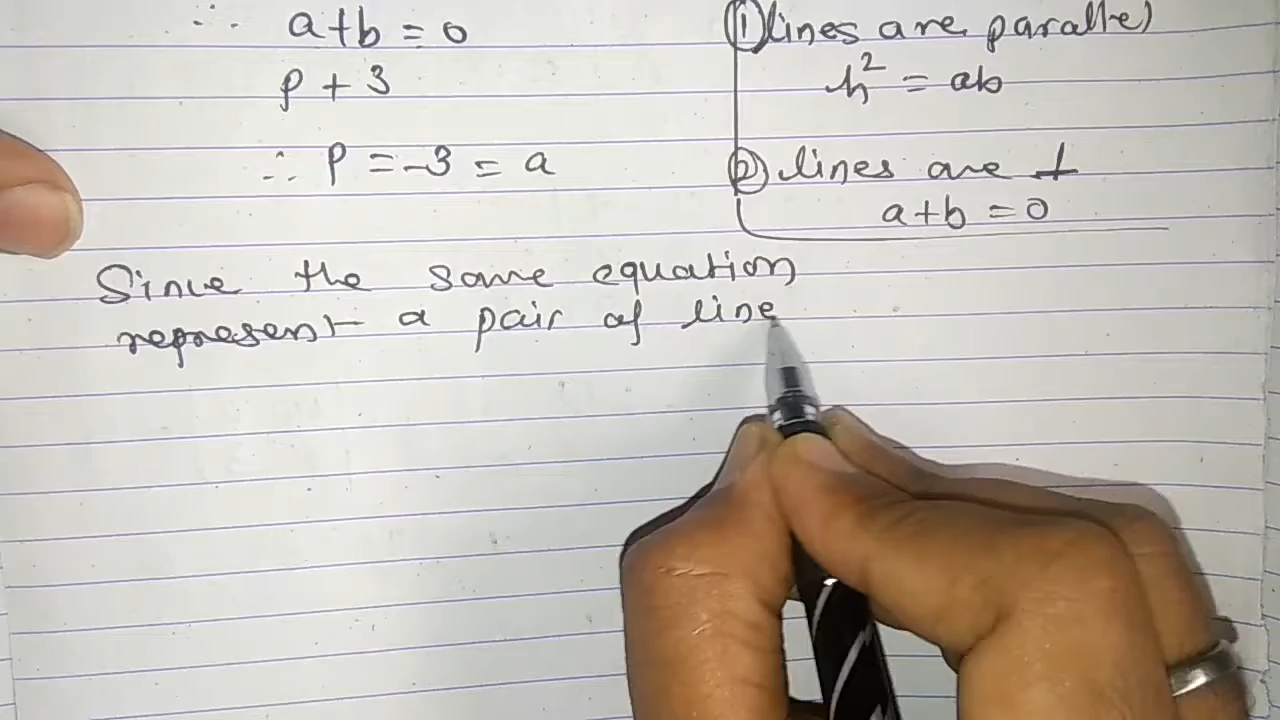 ∴ a+b = 0
p + 3
∴ p = -3 = a
① lines are parallel
h² = ab
② lines are ⊥
a+b = 0
Since the same equation
represent a pair of line